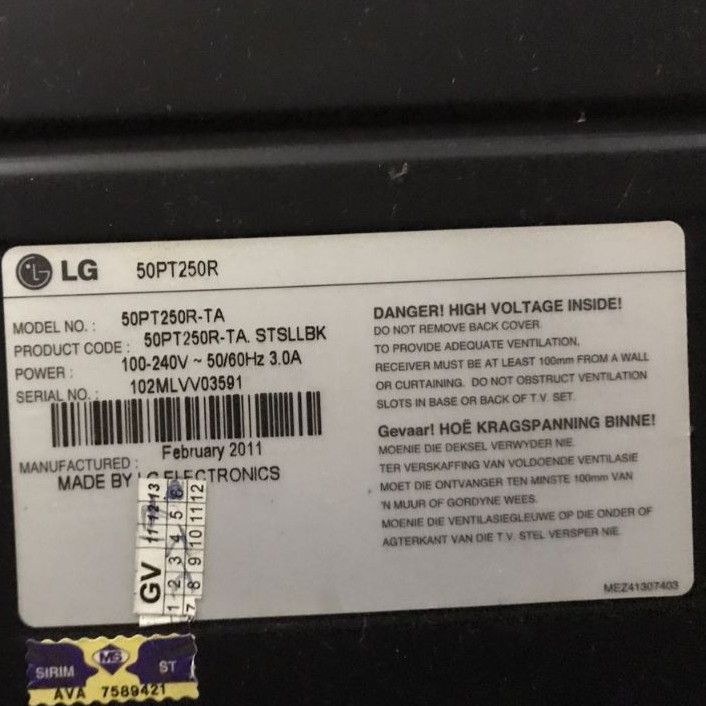 LG 50PT250R
MODEL NO. : 50PT250R-TA
PRODUCT CODE : 50PT250R-TA. STSLLBK
POWER : 100-240V ~ 50/60Hz 3.0A
SERIAL NO. : 102MLVV03591
MANUFACTURED : February 2011
MADE BY LG ELECTRONICS
DANGER! HIGH VOLTAGE INSIDE!
DO NOT REMOVE BACK COVER
TO PROVIDE ADEQUATE VENTILATION,
RECEIVER MUST BE AT LEAST 100mm FROM A WALL
OR CURTAINING. DO NOT OBSTRUCT VENTILATION
SLOTS IN BASE OR BACK OF T.V. SET.
Gevaar! HOË KRAGSPANNING BINNE!
MOENIE DIE DEKSEL VERWYDER NIE.
TER VERSKAFFING VAN VOLDOENDE VENTILASIE
MOET DIE ONTVANGER TEN MINSTE 100mm VAN
'N MUUR OF GORDYNE WEES.
MOENIE DIE VENTILASIEGLEUWE OP DIE ONDER OF
AGTERKANT VAN DIE T.V. STEL VERSPER NIE.
MEZ41307403
GV 11 12 13
1 2 3 4 5 6
7 8 9 10 11 12
SIRIM MS ST
AVA 7589421